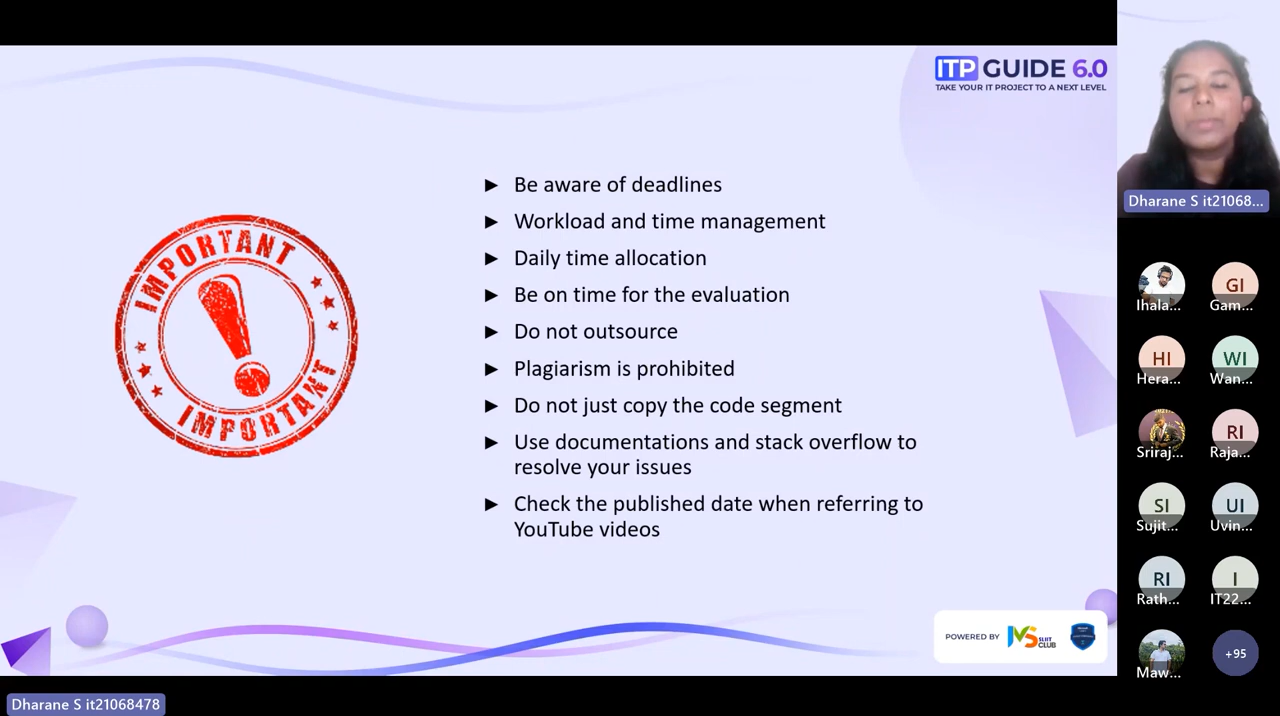 ITP GUIDE 6.0
TAKE YOUR IT PROJECT TO A NEXT LEVEL
IMPORTANT
IMPORTANT
► Be aware of deadlines
► Workload and time management
► Daily time allocation
► Be on time for the evaluation
► Do not outsource
► Plagiarism is prohibited
► Do not just copy the code segment
► Use documentations and stack overflow to
resolve your issues
► Check the published date when referring to
YouTube videos
POWERED BY
MS SLIIT
CLUB
Dharane S it21068478
Dharane S it21068...
Ihala...
GI
Gam...
HI
Hera...
WI
Wan...
Sriraj...
RI
Raja...
SI
Sujit...
UI
Uvin...
RI
Rath...
I
IT22...
Maw...
+95